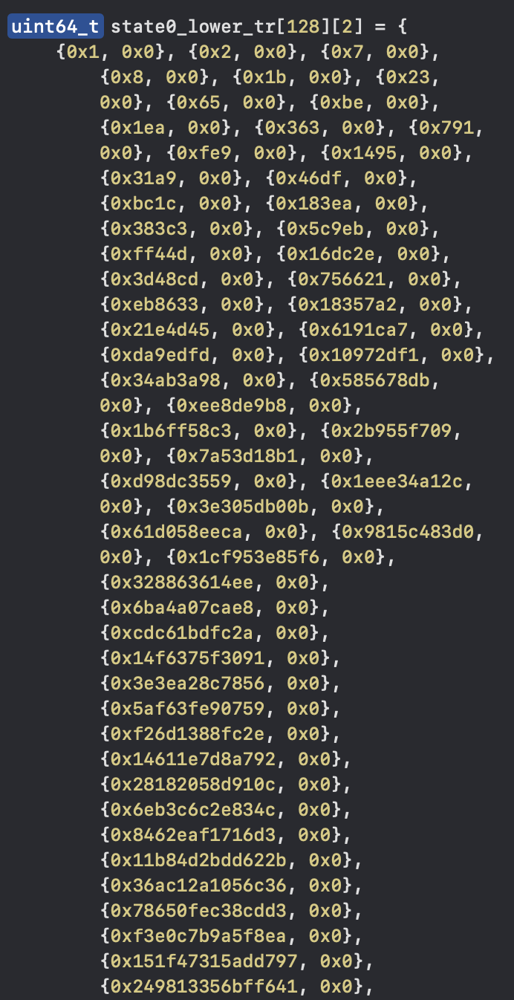 uint64_t state0_lower_tr[128][2] = {
{0x1, 0x0}, {0x2, 0x0}, {0x7, 0x0},
{0x8, 0x0}, {0x1b, 0x0}, {0x23,
0x0}, {0x65, 0x0}, {0xbe, 0x0},
{0x1ea, 0x0}, {0x363, 0x0}, {0x791,
0x0}, {0xfe9, 0x0}, {0x1495, 0x0},
{0x31a9, 0x0}, {0x46df, 0x0},
{0xbc1c, 0x0}, {0x183ea, 0x0},
{0x383c3, 0x0}, {0x5c9eb, 0x0},
{0xff44d, 0x0}, {0x16dc2e, 0x0},
{0x3d48cd, 0x0}, {0x756621, 0x0},
{0xeb8633, 0x0}, {0x18357a2, 0x0},
{0x21e4d45, 0x0}, {0x6191ca7, 0x0},
{0xda9edfd, 0x0}, {0x10972df1, 0x0},
{0x34ab3a98, 0x0}, {0x585678db,
0x0}, {0xee8de9b8, 0x0},
{0x1b6ff58c3, 0x0}, {0x2b955f709,
0x0}, {0x7a53d18b1, 0x0},
{0xd98dc3559, 0x0}, {0x1eee34a12c,
0x0}, {0x3e305db00b, 0x0},
{0x61d058eeca, 0x0}, {0x9815c483d0,
0x0}, {0x1cf953e85f6, 0x0},
{0x328863614ee, 0x0},
{0x6ba4a07cae8, 0x0},
{0xcdc61bdfc2a, 0x0},
{0x14f6375f3091, 0x0},
{0x3e3ea28c7856, 0x0},
{0x5af63fe90759, 0x0},
{0xf26d1388fc2e, 0x0},
{0x14611e7d8a792, 0x0},
{0x28182058d910c, 0x0},
{0x6eb3c6c2e834c, 0x0},
{0x8462eaf1716d3, 0x0},
{0x11b84d2bdd622b, 0x0},
{0x36ac12a1056c36, 0x0},
{0x78650fec38cdd3, 0x0},
{0xf3e0c7b9a5f8ea, 0x0},
{0x151f47315add797, 0x0},
{0x249813356bff641, 0x0},